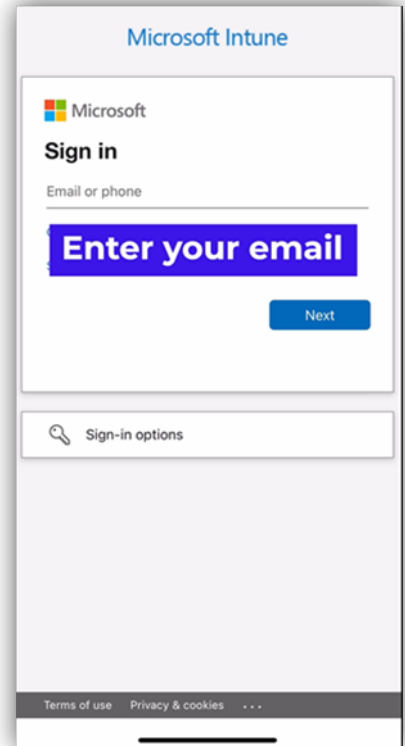 Microsoft Intune
Microsoft
Sign in
Email or phone
Enter your email
Next
Sign-in options
Terms of use Privacy & cookies ...